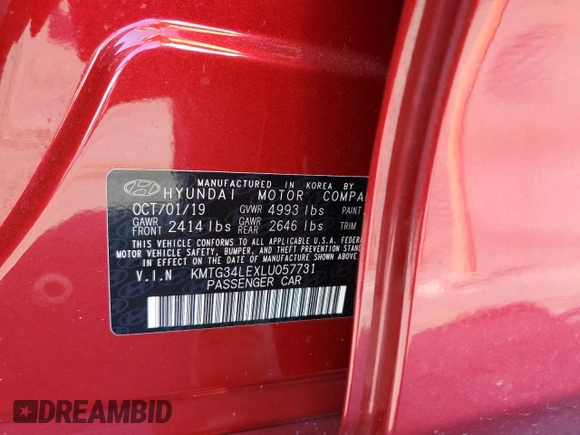 MANUFACTURED IN KOREA BY
HYUNDAI MOTOR COMPA
OCT/01/19 GVWR 4993 lbs PAINT
GAWR FRONT 2414 lbs GAWR REAR 2646 lbs TRIM
THIS VEHICLE CONFORMS TO ALL APPLICABLE U.S. FEDER
MOTOR VEHICLE SAFETY, BUMPER, AND THEFT PREVENTION
IN EFFECT ON THE DATE OF MANUFACTURE SHOWN ABOVE.
V.I.N KMTG34LEXLU057731
PASSENGER CAR
DREAMBID